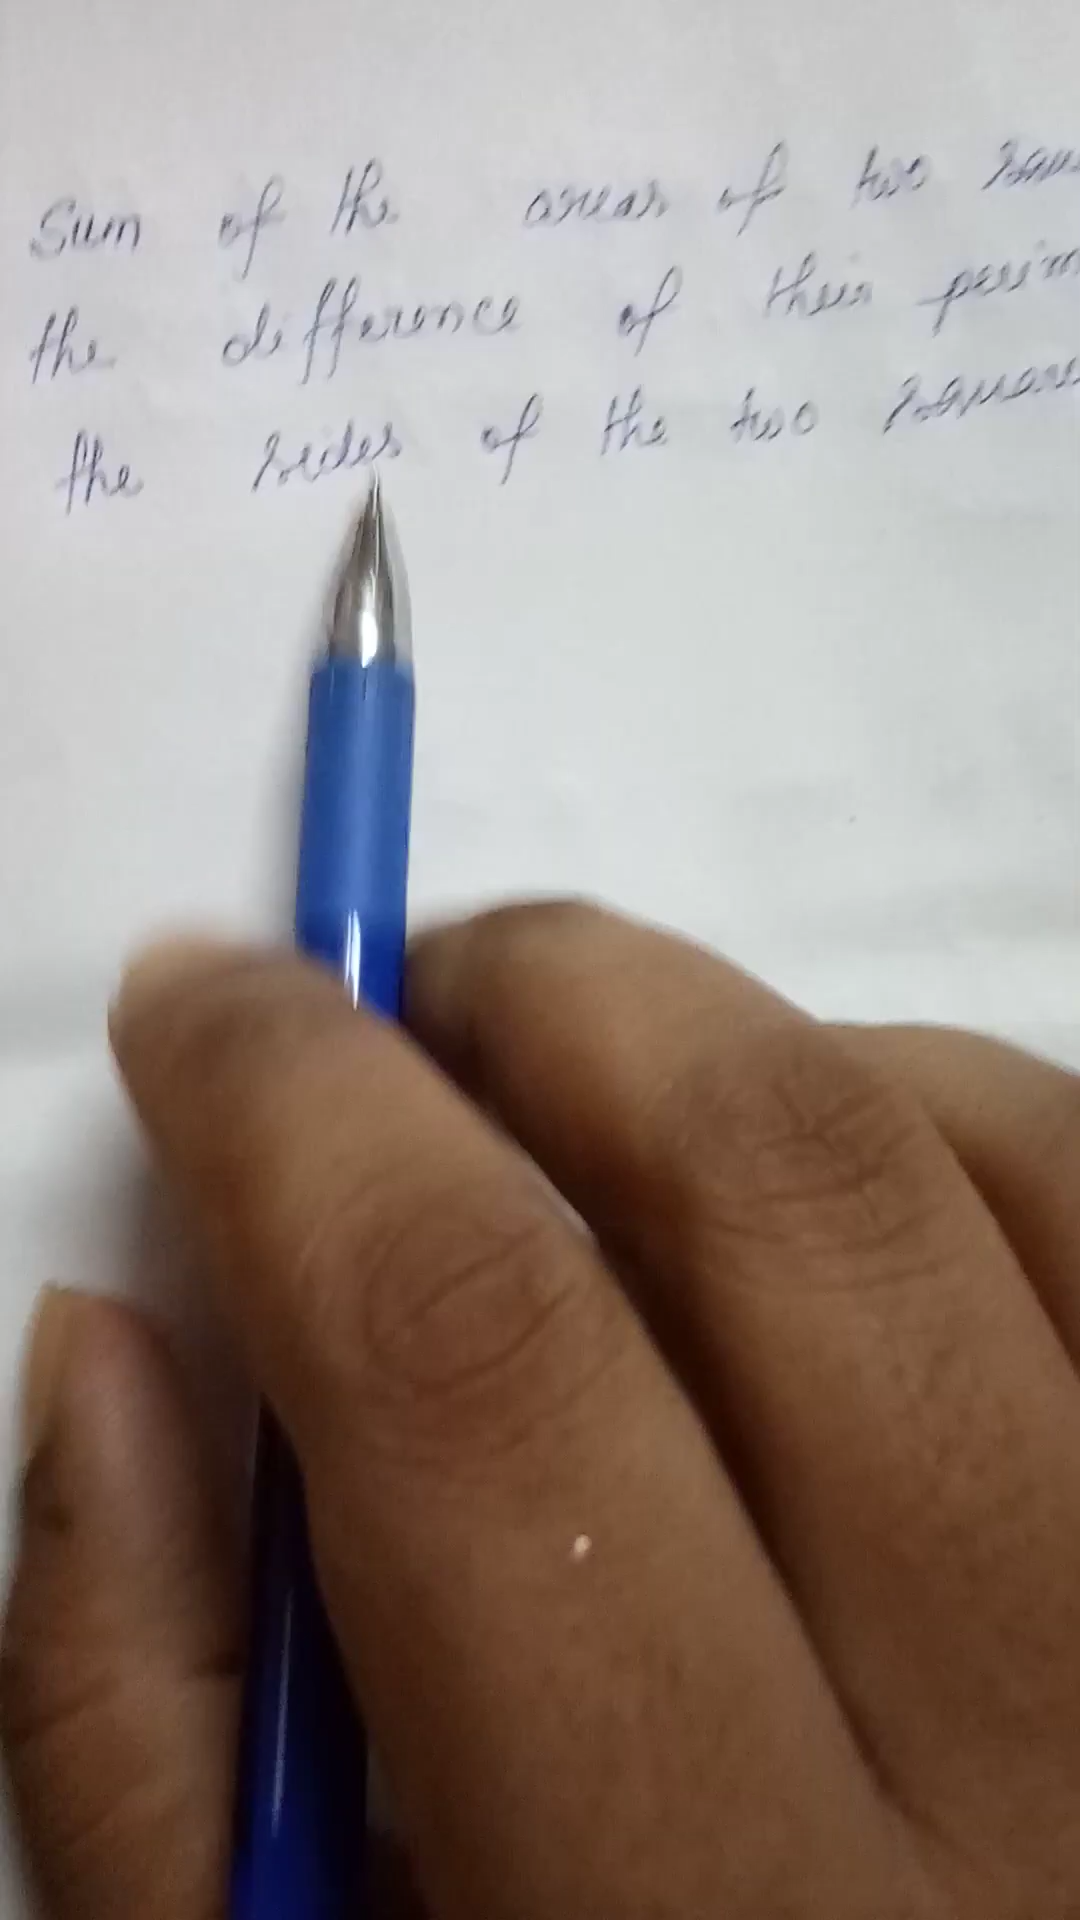 Sum of the areas of two
the difference of their
the sides of the two